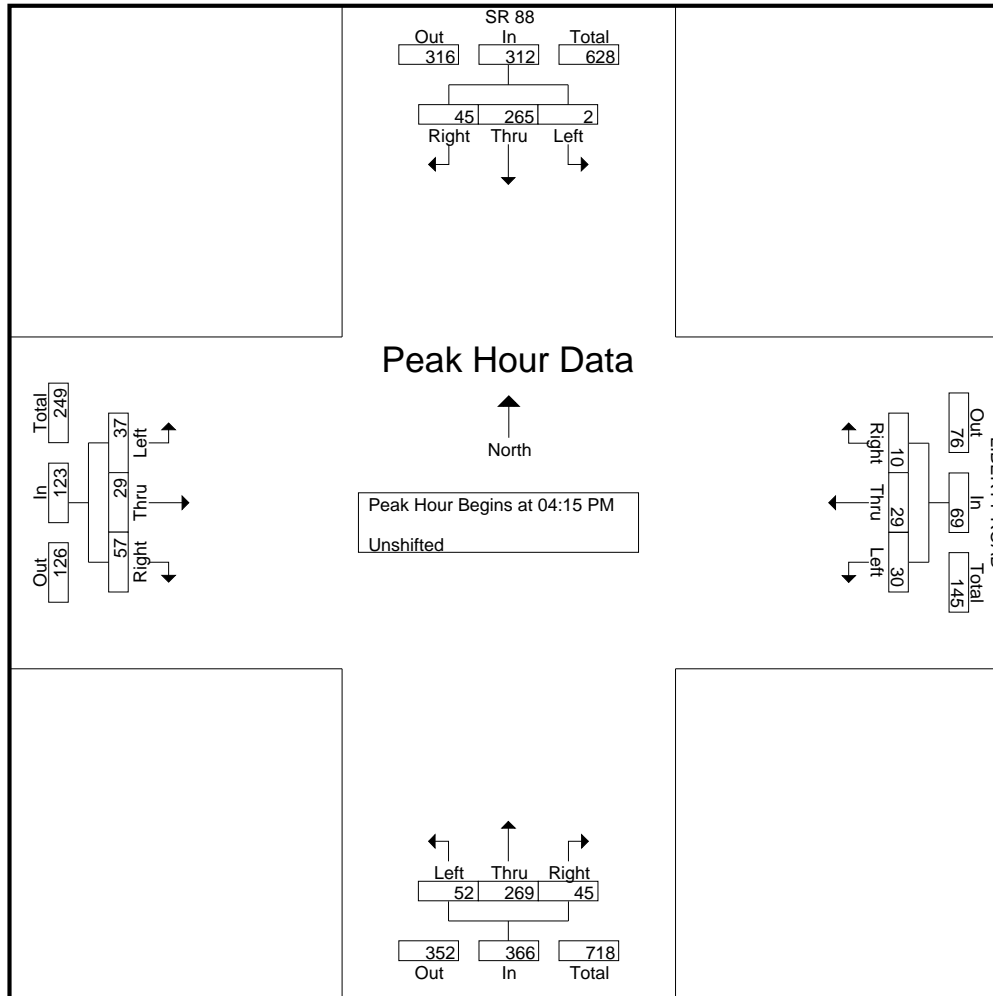 SR 88
Out In Total
316 312 628
45 265 2
Right Thru Left
Peak Hour Data
North
Peak Hour Begins at 04:15 PM
Unshifted
Total In Out
249 123 126
37 29 57
Left Thru Right
Out In Total
76 69 145
10 29 30
Right Thru Left
Left Thru Right
52 269 45
352 366 718
Out In Total